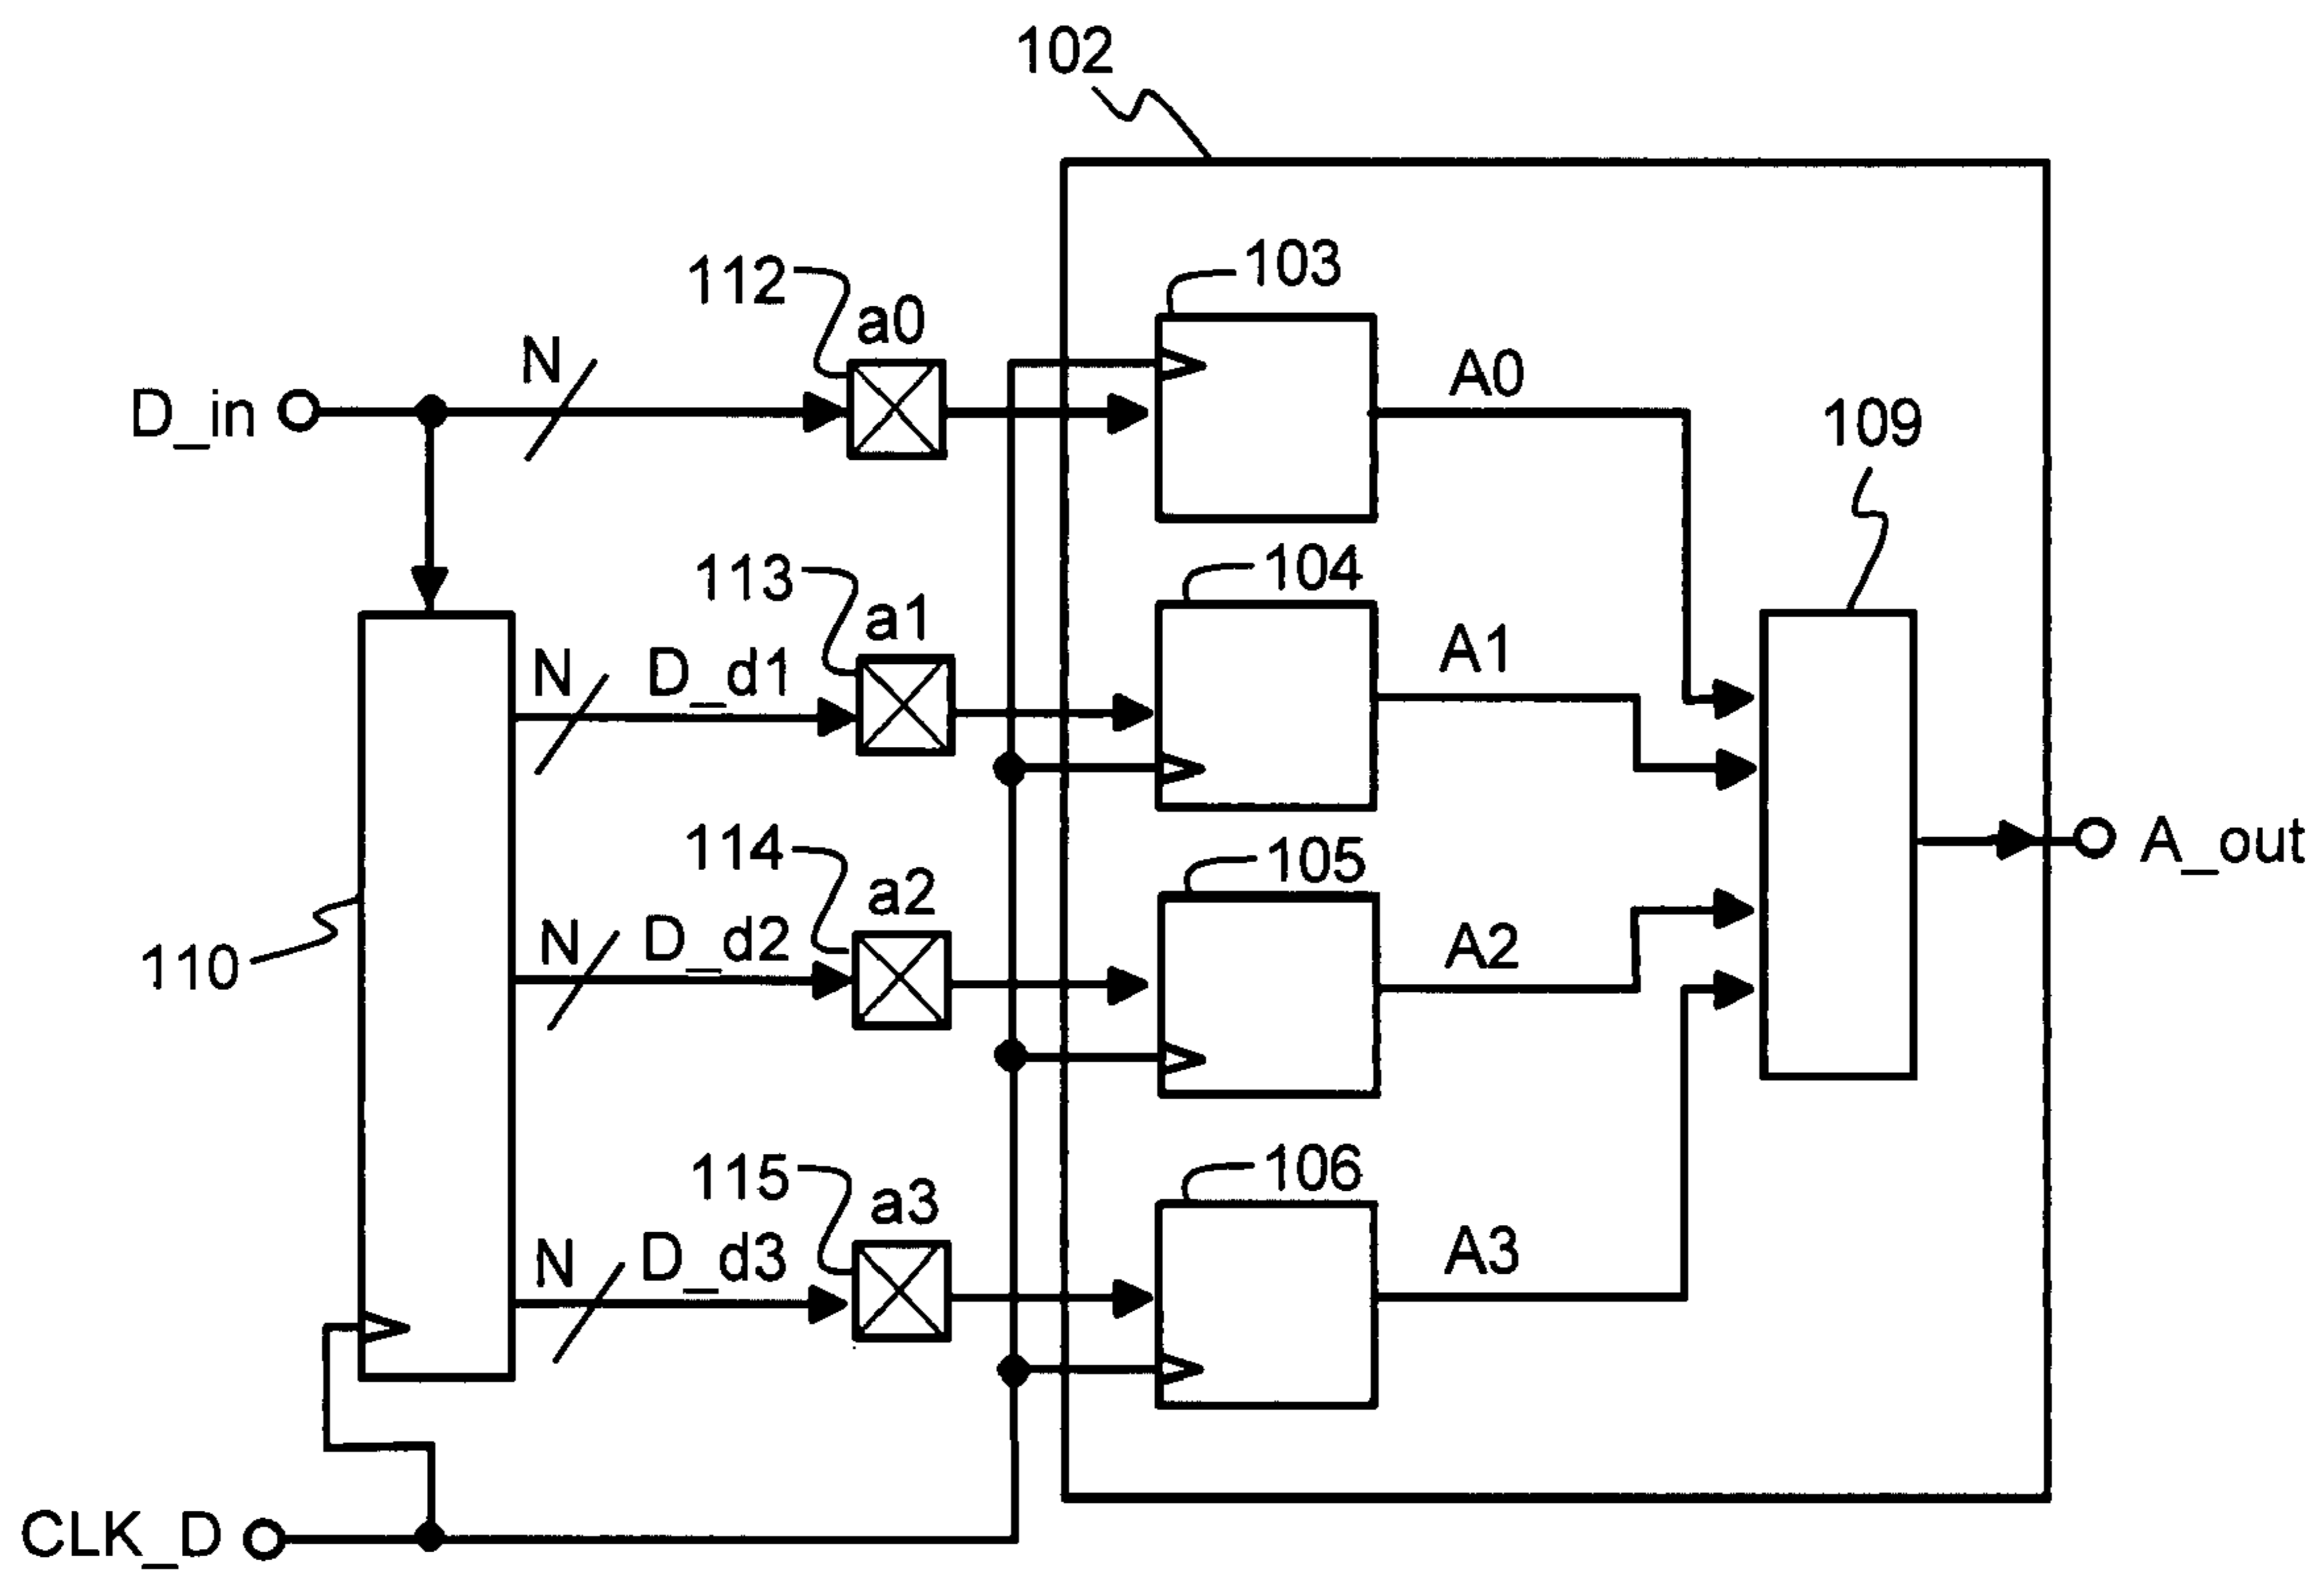 102
103
112
a0
N
A0
D_in
109
104
113
a1
N
D_d1
A1
105
114
a2
A_out
N
D_d2
A2
110
106
115
a3
N
D_d3
A3
CLK_D